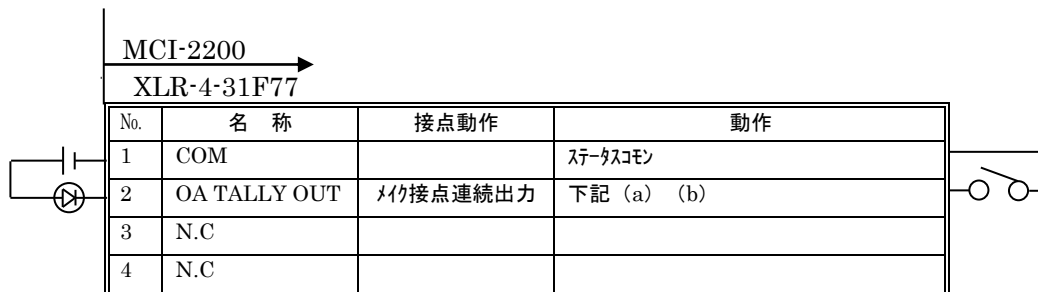 MCI-2200
XLR-4-31F77
No. 名 称 接点動作 動作
1 COM ｽﾃｰﾀｽｺﾓﾝ
2 OA TALLY OUT ﾒｲｸ接点連続出力 下記（a）（b）
3 N.C
4 N.C